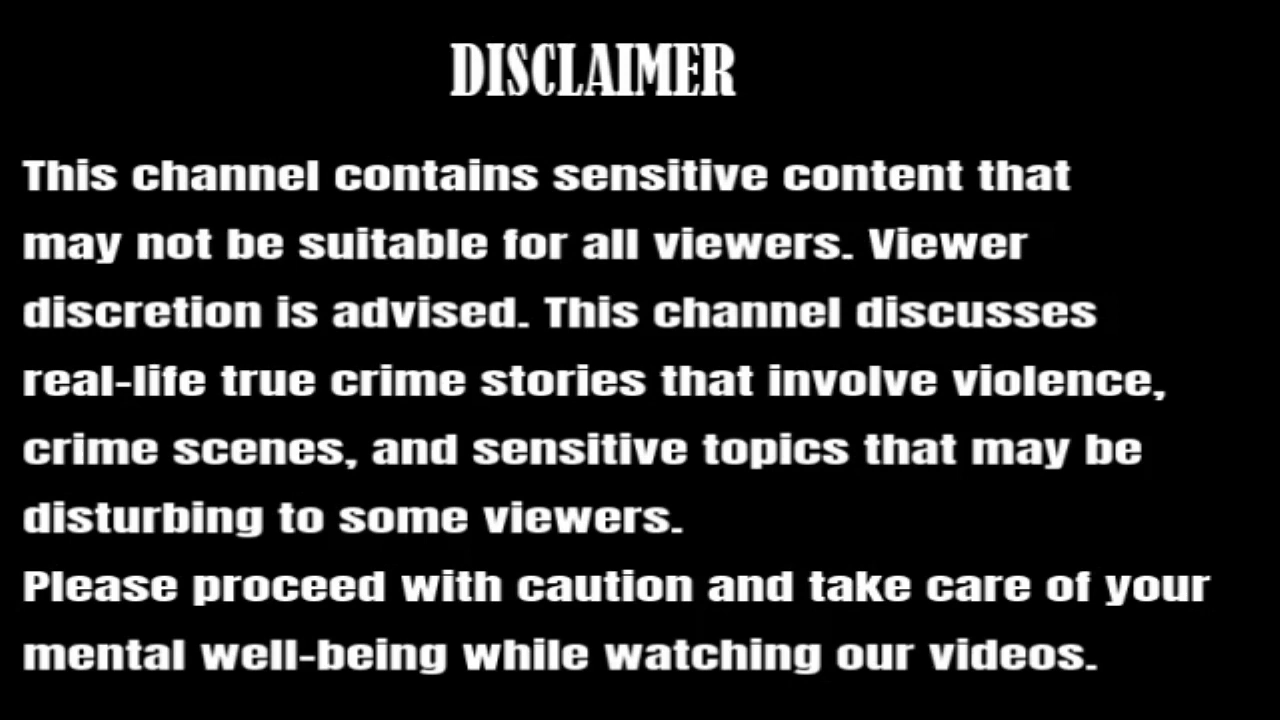 DISCLAIMER
This channel contains sensitive content that
may not be suitable for all viewers. Viewer
discretion is advised. This channel discusses
real-life true crime stories that involve violence,
crime scenes, and sensitive topics that may be
disturbing to some viewers.
Please proceed with caution and take care of your
mental well-being while watching our videos.